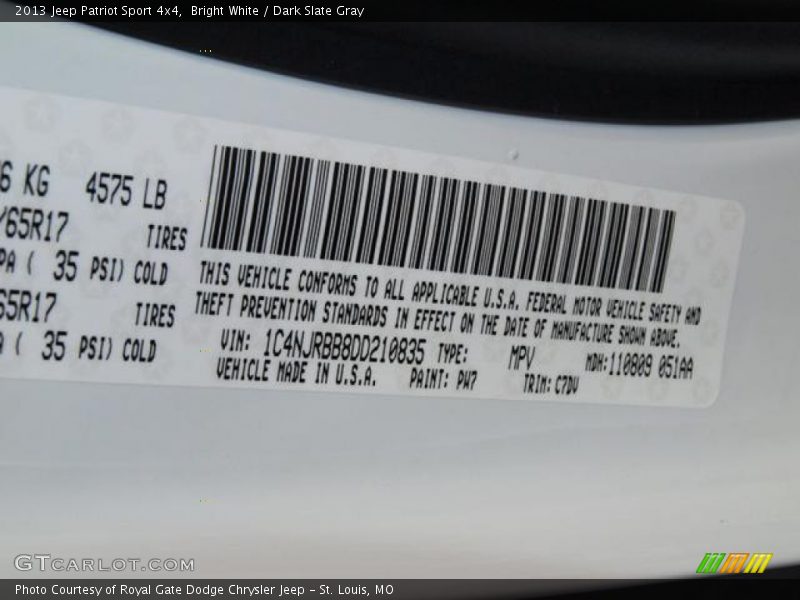 2013 Jeep Patriot Sport 4x4,  Bright White / Dark Slate Gray
KG 4575 LB
65R17 TIRES
( 35 PSI) COLD
65R17 TIRES
( 35 PSI) COLD
THIS VEHICLE CONFORMS TO ALL APPLICABLE U.S.A. FEDERAL MOTOR VEHICLE SAFETY AND
THEFT PREVENTION STANDARDS IN EFFECT ON THE DATE OF MANUFACTURE SHOWN ABOVE.
VIN: 1C4NJRBB8DD210835 TYPE: MPV MDH:110809 051AA
VEHICLE MADE IN U.S.A. PAINT: PW7 TRIM: C7DV
GTCARLOT.COM
Photo Courtesy of Royal Gate Dodge Chrysler Jeep - St. Louis, MO